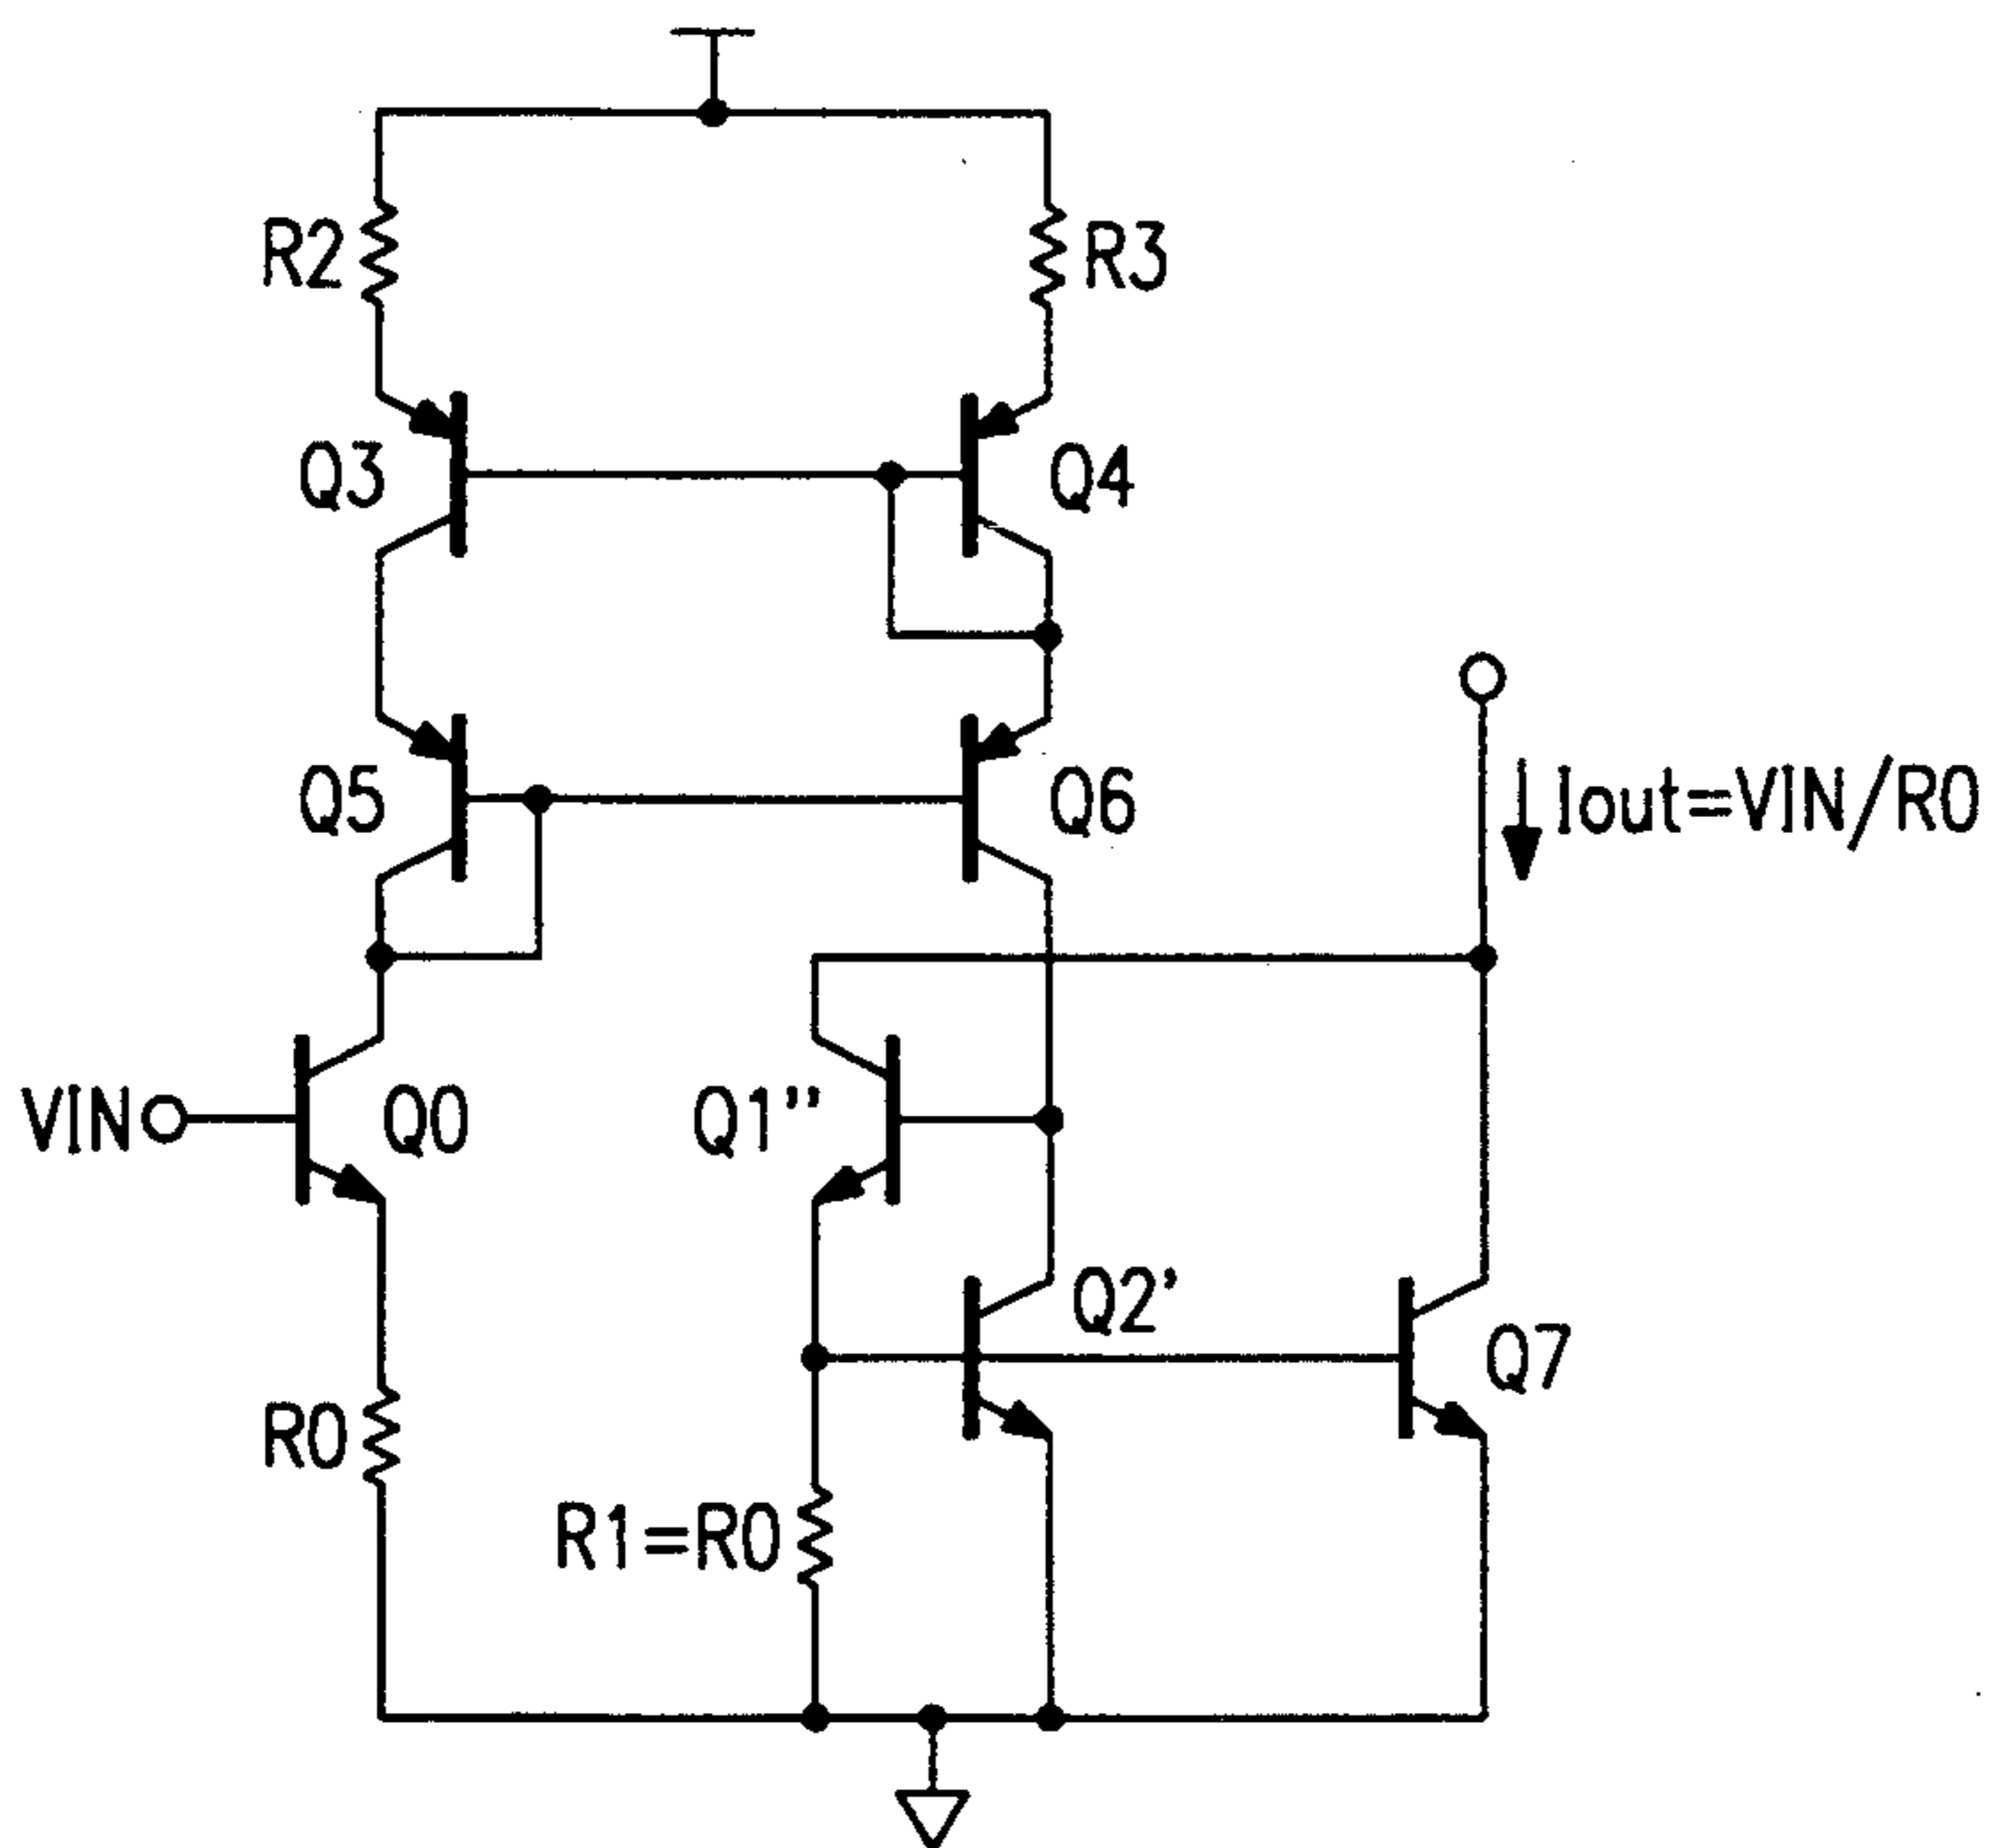 R2
R3
Q3
Q4
Q5
Q6
Iout=VIN/R0
VIN
Q0
Q1”
Q2’
Q7
R0
R1=R0